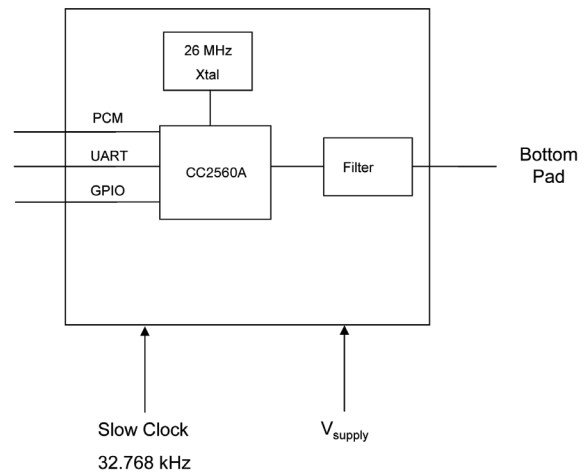 26 MHz
Xtal
PCM
UART
GPIO
CC2560A
Filter
Bottom
Pad
Slow Clock
32.768 kHz
Vsupply